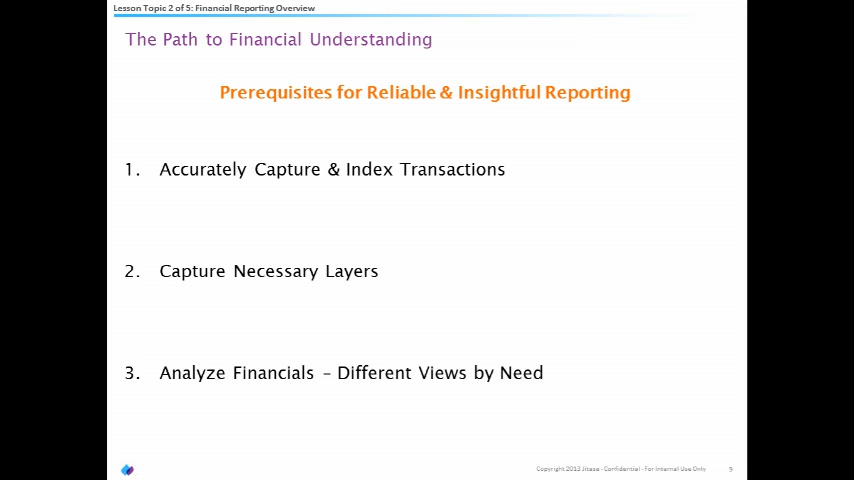 Lesson Topic 2 of 5: Financial Reporting Overview
The Path to Financial Understanding
Prerequisites for Reliable & Insightful Reporting
1. Accurately Capture & Index Transactions
2. Capture Necessary Layers
3. Analyze Financials – Different Views by Need
Copyright 2013 Jitasa - Confidential - For Internal Use Only 9